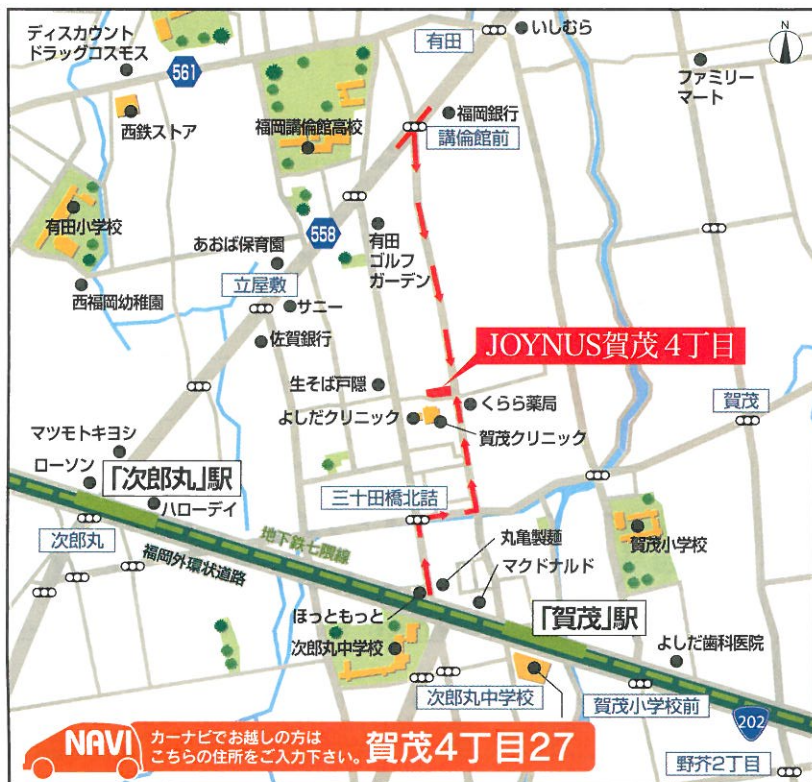 ディスカウント
ドラッグコスモス
有田
いしむら
N
561
西鉄ストア
福岡講倫館高校
福岡銀行
講倫館前
ファミリー
マート
有田小学校
558
あおば保育園
有田
ゴルフ
ガーデン
西福岡幼稚園
立屋敷
サニー
佐賀銀行
JOYNUS賀茂4丁目
生そば戸隠
くらら薬局
賀茂
よしだクリニック
賀茂クリニック
マツモトキヨシ
ローソン
「次郎丸」駅
ハローデイ
三十田橋北詰
次郎丸
地下鉄七隈線
福岡外環状道路
丸亀製麺
マクドナルド
賀茂小学校
ほっともっと
「賀茂」駅
次郎丸中学校
よしだ歯科医院
次郎丸中学校
賀茂小学校前
202
野芥2丁目
NAVI
カーナビでお越しの方は
こちらの住所をご入力下さい。
賀茂4丁目27